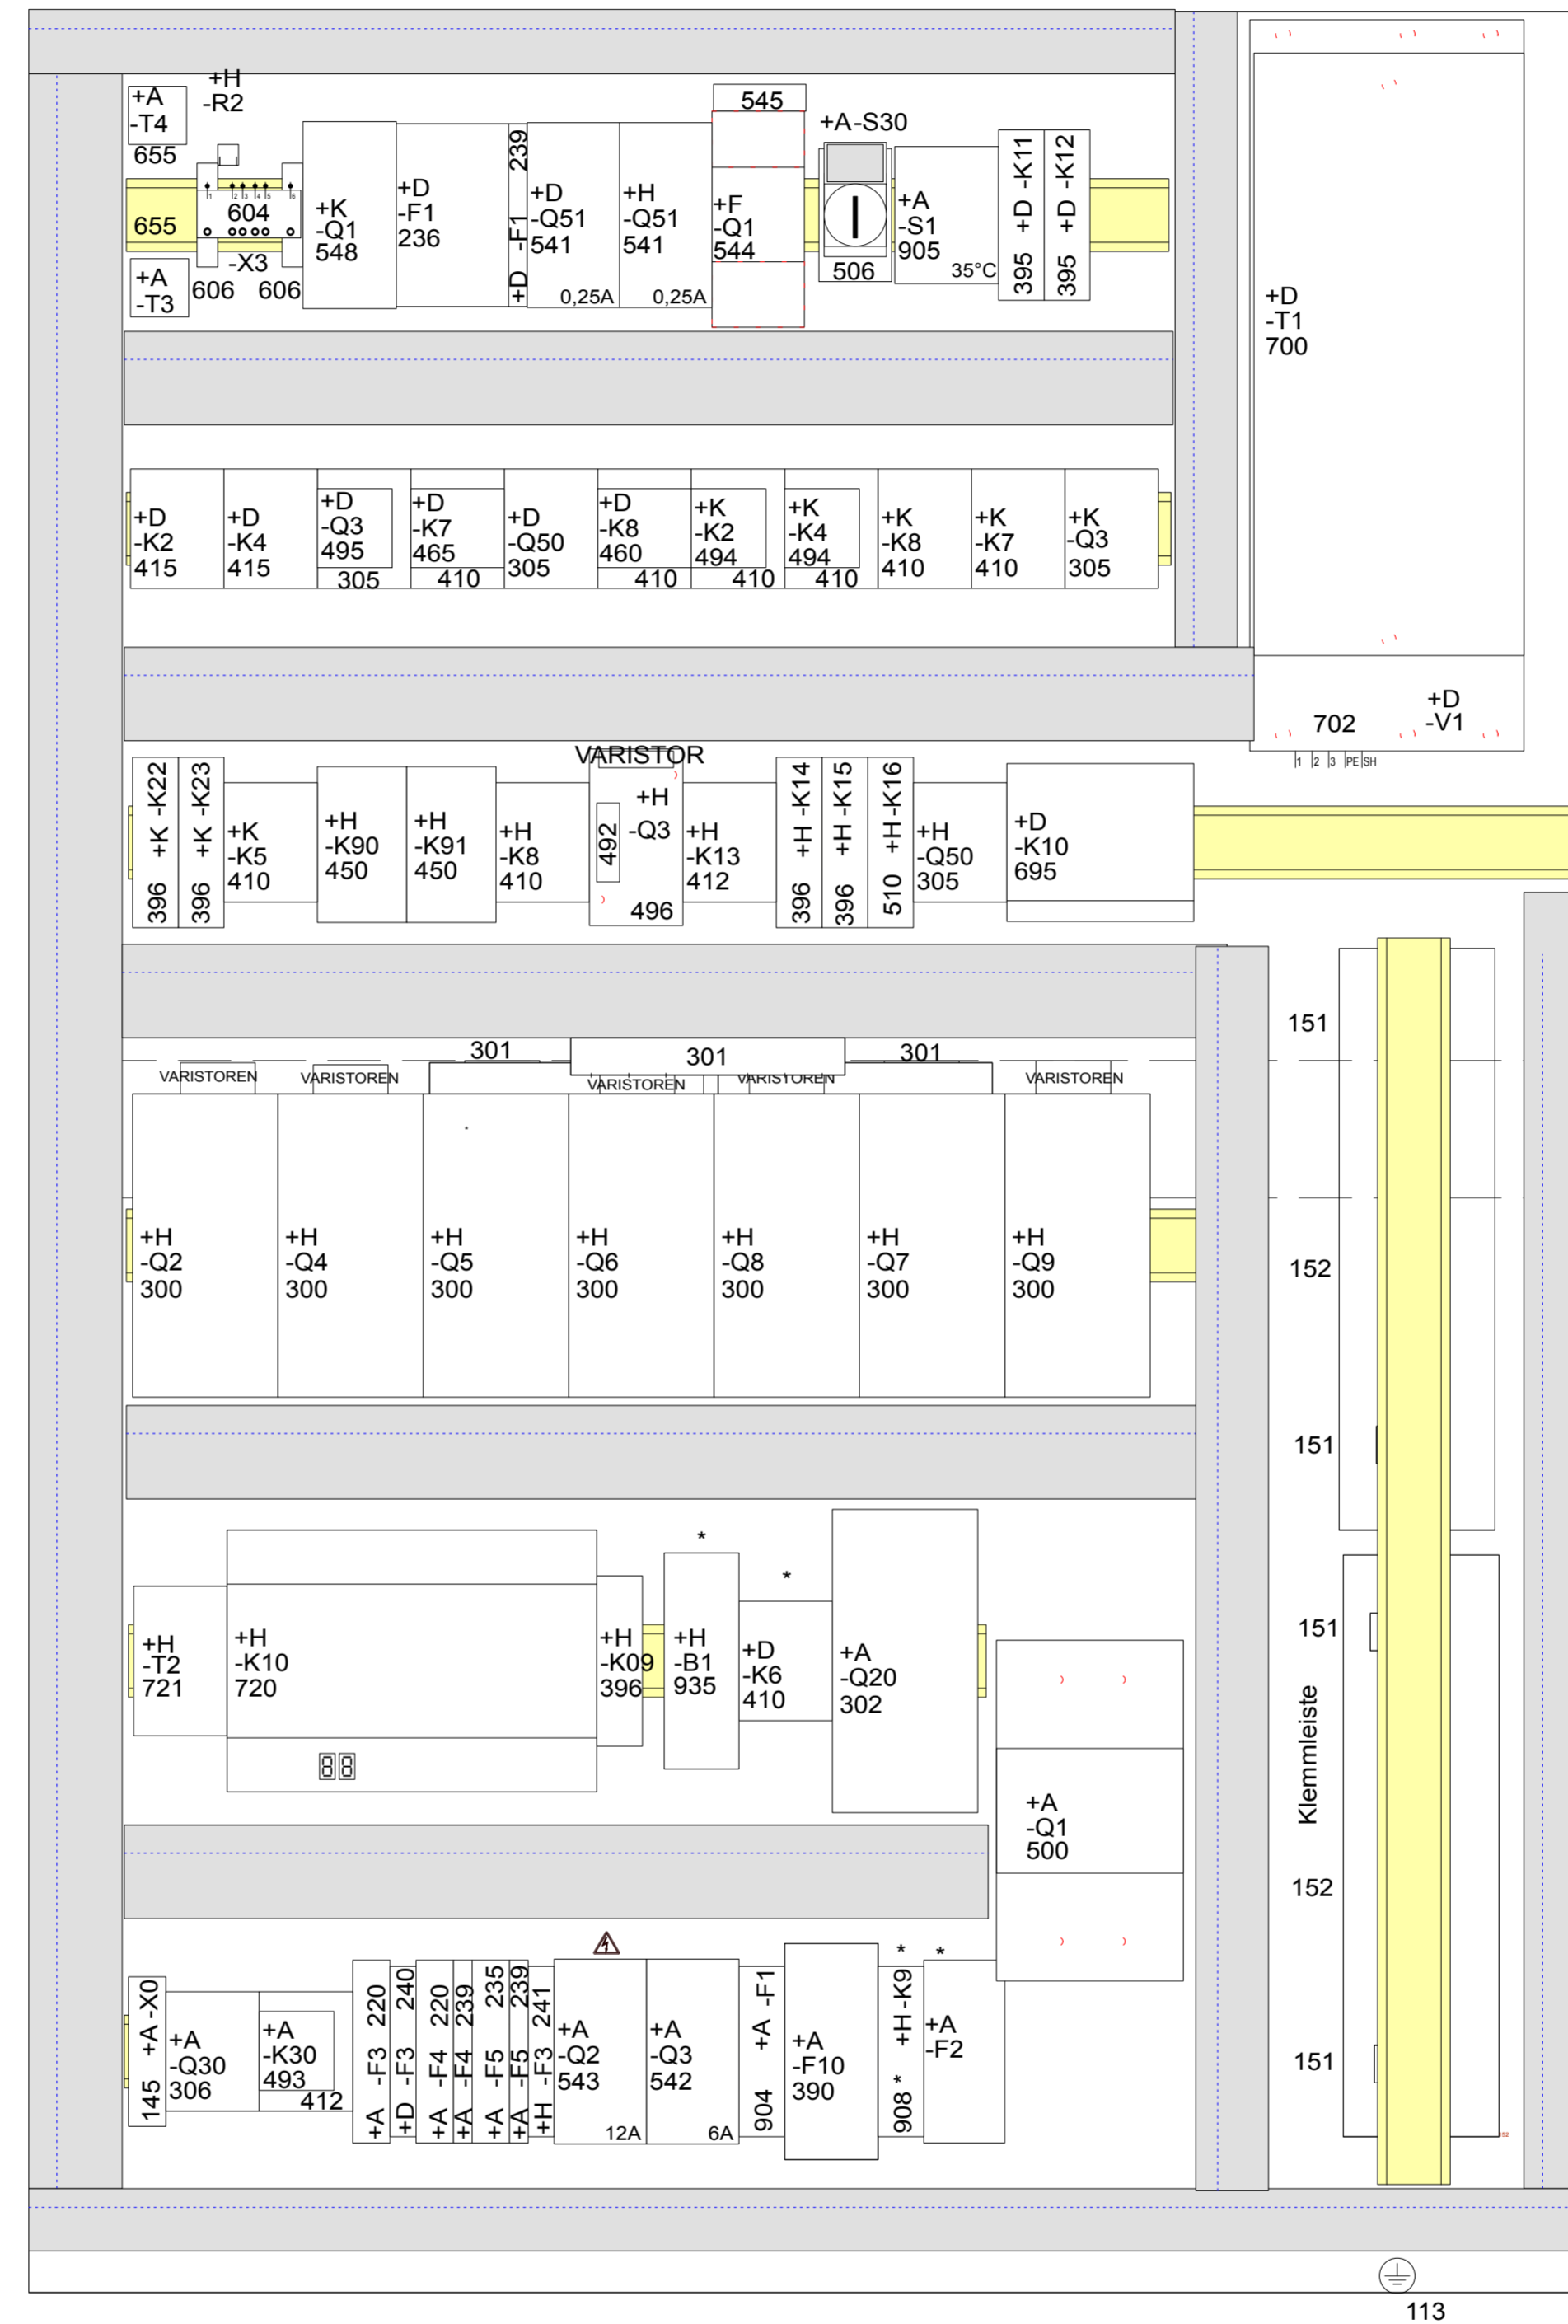 +A
-T4
655
+H
-R2
655
+A
-T3
1 2 3 4 5 6
604
-X3
606
606
+K
-Q1
548
+D
-F1
236
+D -F1 239
+D
-Q51
541
0,25A
+H
-Q51
541
0,25A
545
+F
-Q1
544
+A-S30
506
+A
-S1
905
35°C
395 +D -K11
395 +D -K12
+D
-T1
700
+D
-K2
415
+D
-K4
415
+D
-Q3
495
305
+D
-K7
465
410
+D
-Q50
305
+D
-K8
460
410
+K
-K2
494
410
+K
-K4
494
410
+K
-K8
410
+K
-K7
410
+K
-Q3
305
702
+D
-V1
1 2 3 PE SH
396 +K -K22
396 +K -K23
+K
-K5
410
+H
-K90
450
+H
-K91
450
+H
-K8
410
VARISTOR
492
+H
-Q3
496
+H
-K13
412
396 +H -K14
396 +H -K15
510 +H -K16
+H
-Q50
305
+D
-K10
695
301
301
301
VARISTOREN
VARISTOREN
VARISTOREN
VARISTOREN
VARISTOREN
+H
-Q2
300
+H
-Q4
300
+H
-Q5
300
+H
-Q6
300
+H
-Q8
300
+H
-Q7
300
+H
-Q9
300
151
152
151
+H
-T2
721
+H
-K10
720
88
+H
-K09
396
*
+H
-B1
935
*
+D
-K6
410
+A
-Q20
302
+A
-Q1
500
151
Klemmleiste
152
151
152
145 +A -X0
+A
-Q30
306
+A
-K30
493
412
+A -F3 220
+D -F3 240
+A -F4 220
+A -F4 239
+A -F5 235
+A -F5 239
+H -F3 241
+A
-Q2
543
12A
+A
-Q3
542
6A
904 +A -F1
+A
-F10
390
908 * +H -K9 *
*
+A
-F2
113